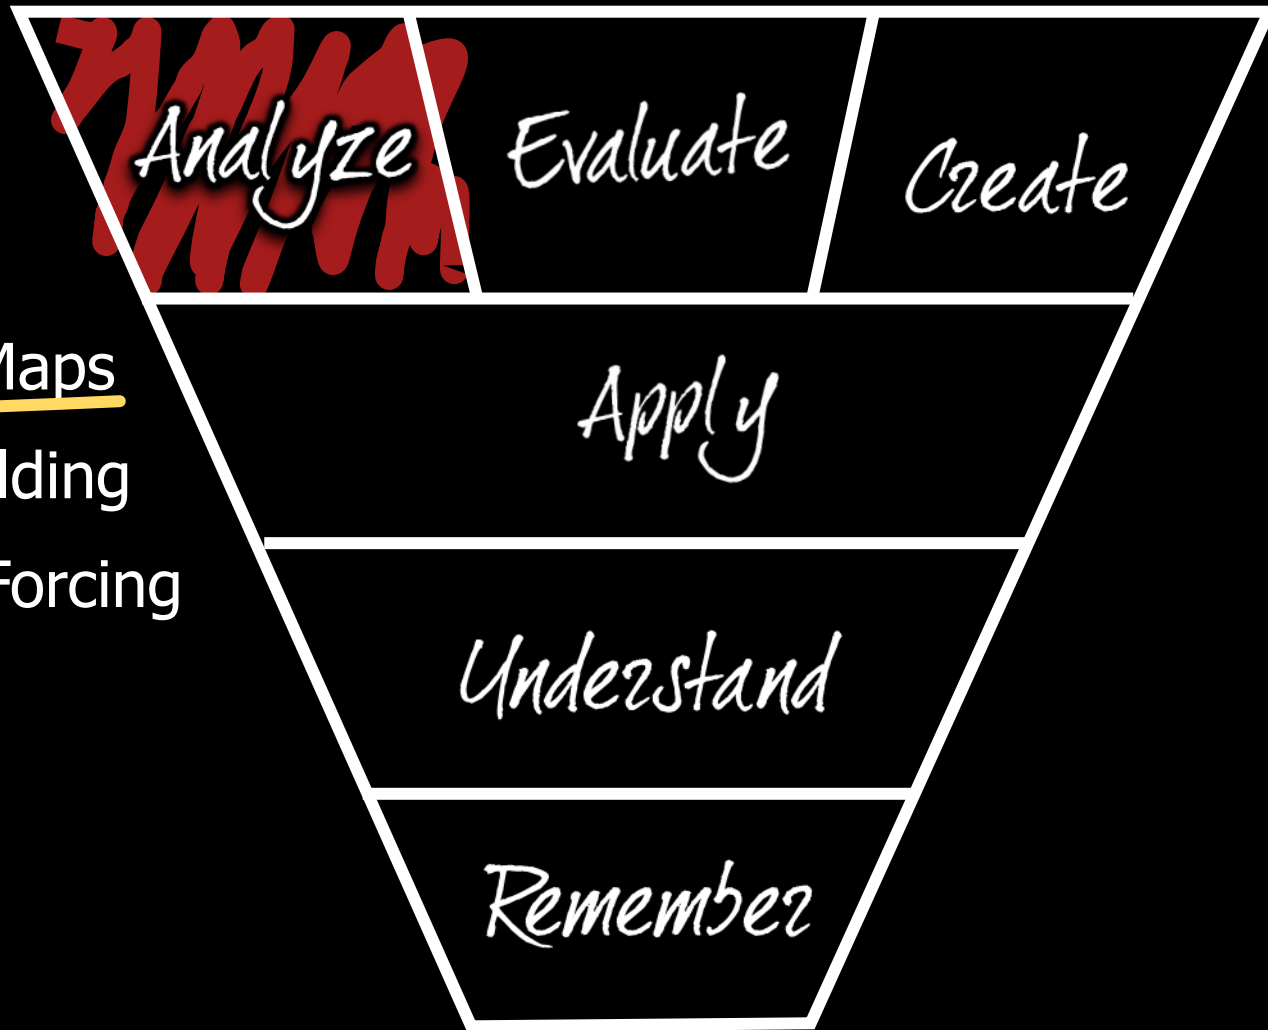 Analyze Evaluate Create
Maps
Apply
lding
Forcing
Understand
Remember